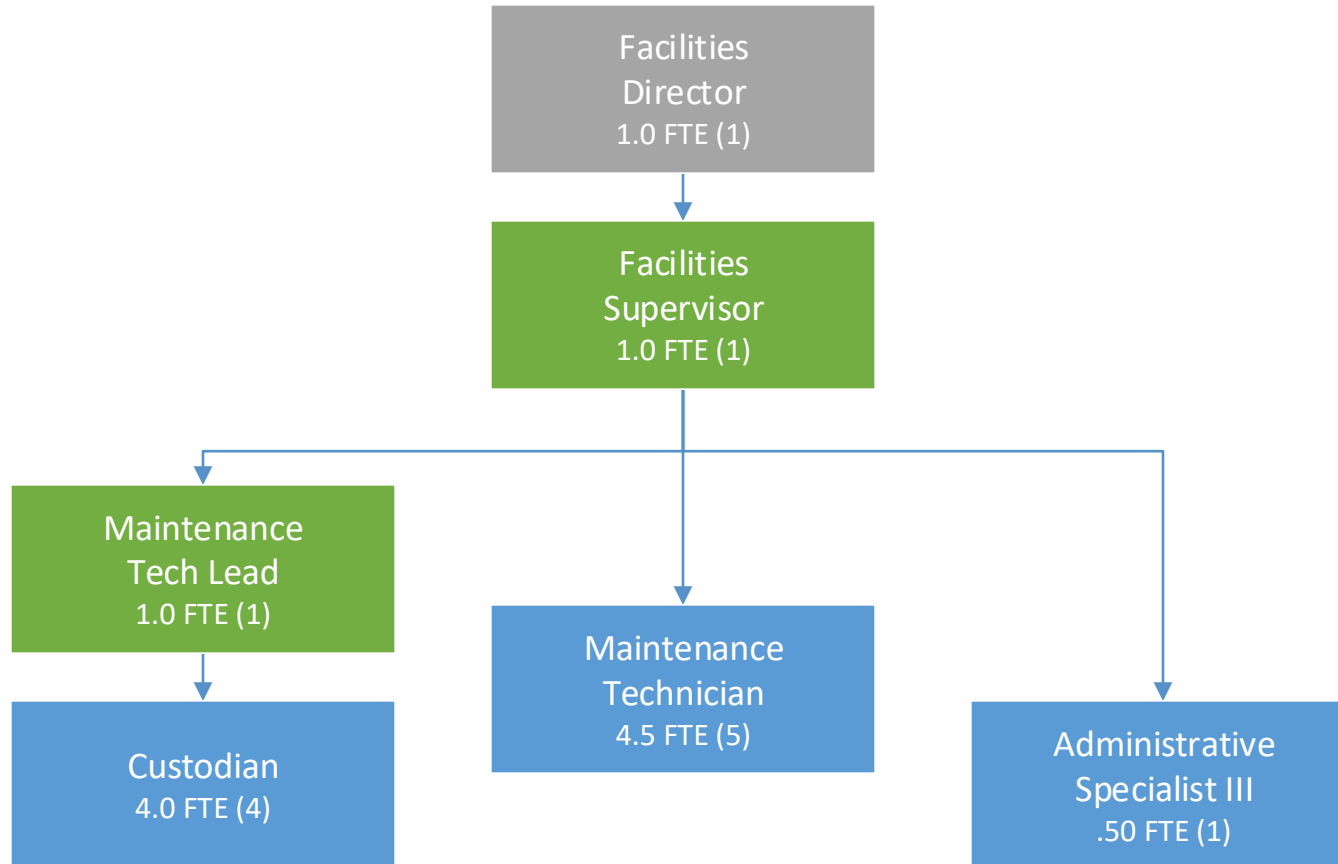 Facilities
Director
1.0 FTE (1)
Facilities
Supervisor
1.0 FTE (1)
Maintenance
Tech Lead
1.0 FTE (1)
Maintenance
Technician
4.5 FTE (5)
Custodian
4.0 FTE (4)
Administrative
Specialist III
.50 FTE (1)